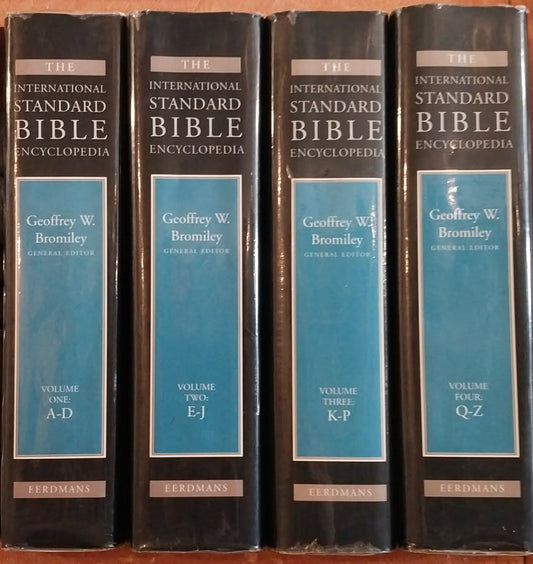 THE
INTERNATIONAL
STANDARD
BIBLE
ENCYCLOPEDIA
Geoffrey W.
Bromiley
GENERAL EDITOR
VOLUME
ONE:
A-D
EERDMANS
THE
INTERNATIONAL
STANDARD
BIBLE
ENCYCLOPEDIA
Geoffrey W.
Bromiley
GENERAL EDITOR
VOLUME
TWO:
E-J
EERDMANS
THE
INTERNATIONAL
STANDARD
BIBLE
ENCYCLOPEDIA
Geoffrey W.
Bromiley
GENERAL EDITOR
VOLUME
THREE:
K-P
EERDMANS
THE
INTERNATIONAL
STANDARD
BIBLE
ENCYCLOPEDIA
Geoffrey W.
Bromiley
GENERAL EDITOR
VOLUME
FOUR:
Q-Z
EERDMANS